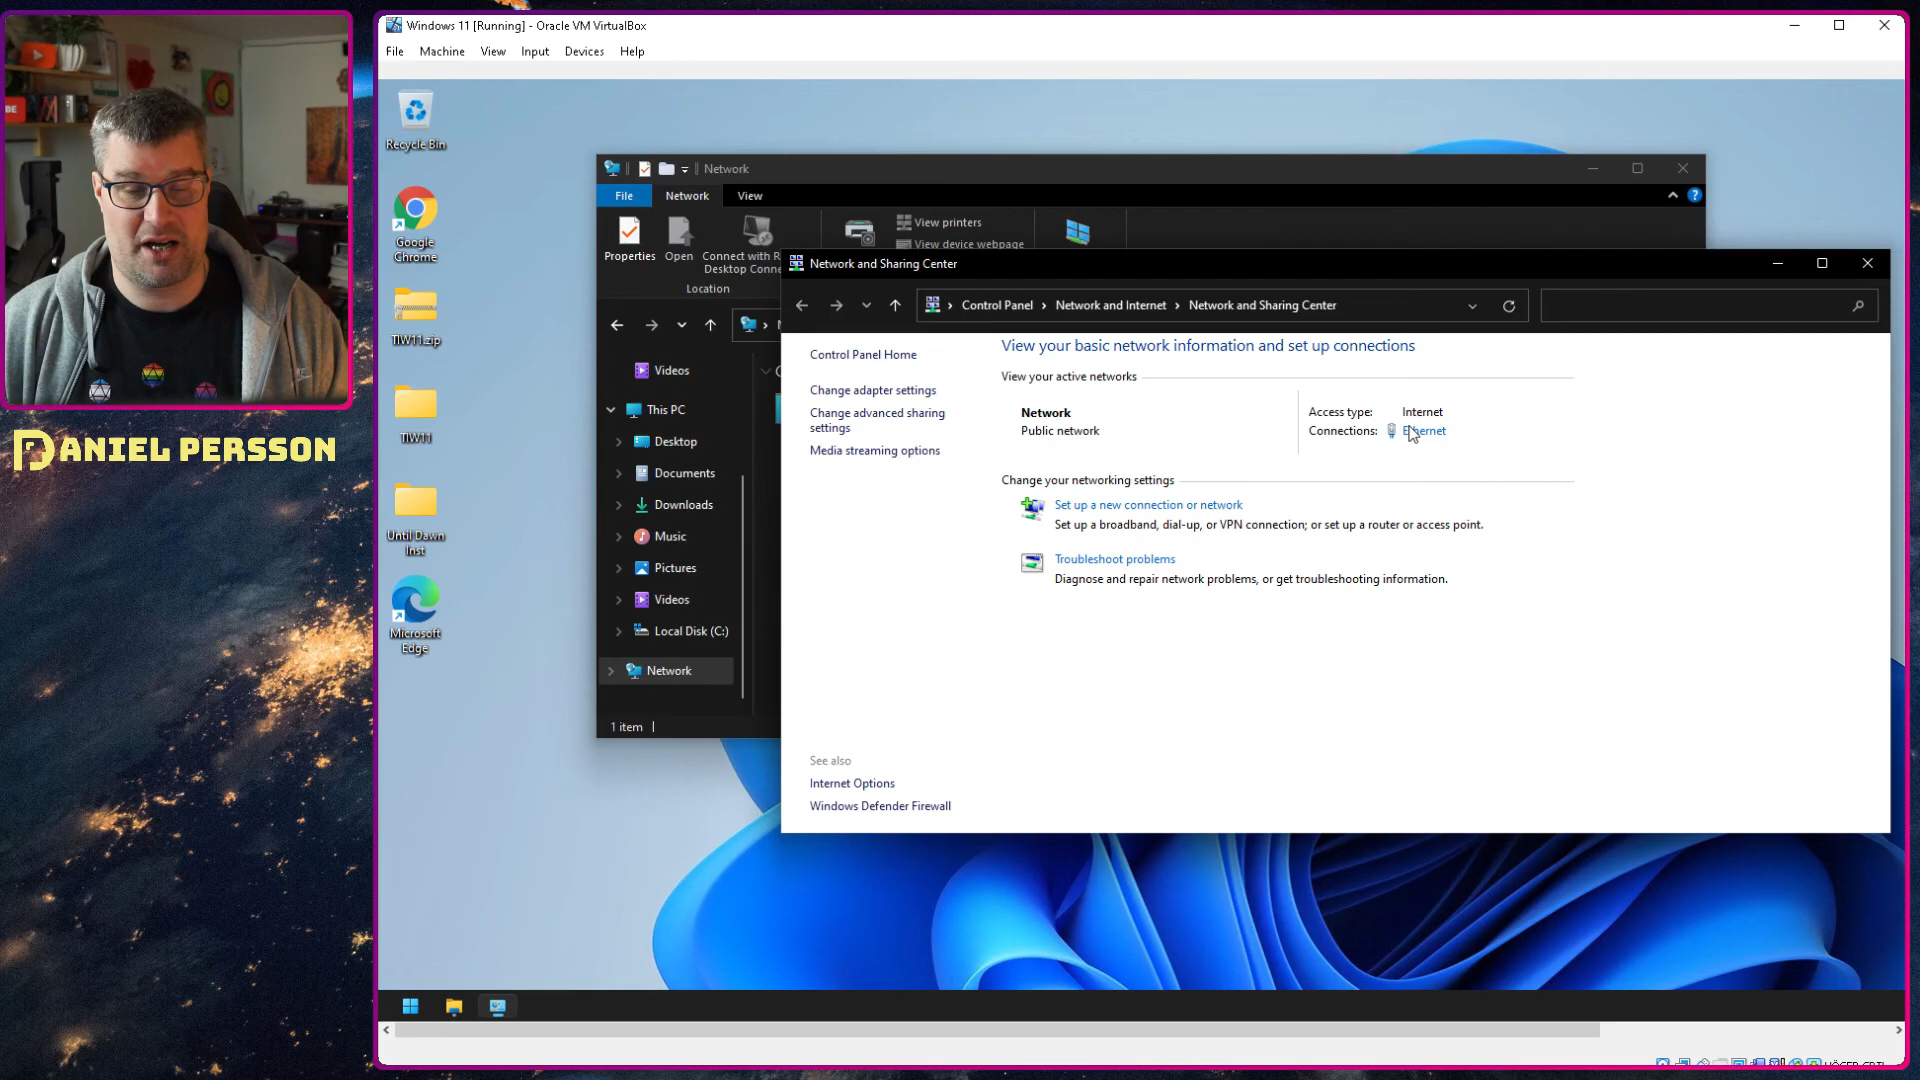 Windows 11 [Running] - Oracle VM VirtualBox
File Machine View Input Devices Help
Recycle Bin
Google
Chrome
TIW11.zip
TIW11
Until Dawn
Inst
Microsoft
Edge
DANIEL PERSSON
Network
File Network View
Properties
Open
Connect with R
Desktop Conne
View printers
View device webpage
Location
Videos
This PC
Desktop
Documents
Downloads
Music
Pictures
Videos
Local Disk (C:)
Network
1 item
Network and Sharing Center
Control Panel > Network and Internet > Network and Sharing Center
Control Panel Home
Change adapter settings
Change advanced sharing
settings
Media streaming options
See also
Internet Options
Windows Defender Firewall
View your basic network information and set up connections
View your active networks
Network
Public network
Access type: Internet
Connections: Ethernet
Change your networking settings
Set up a new connection or network
Set up a broadband, dial-up, or VPN connection; or set up a router or access point.
Troubleshoot problems
Diagnose and repair network problems, or get troubleshooting information.